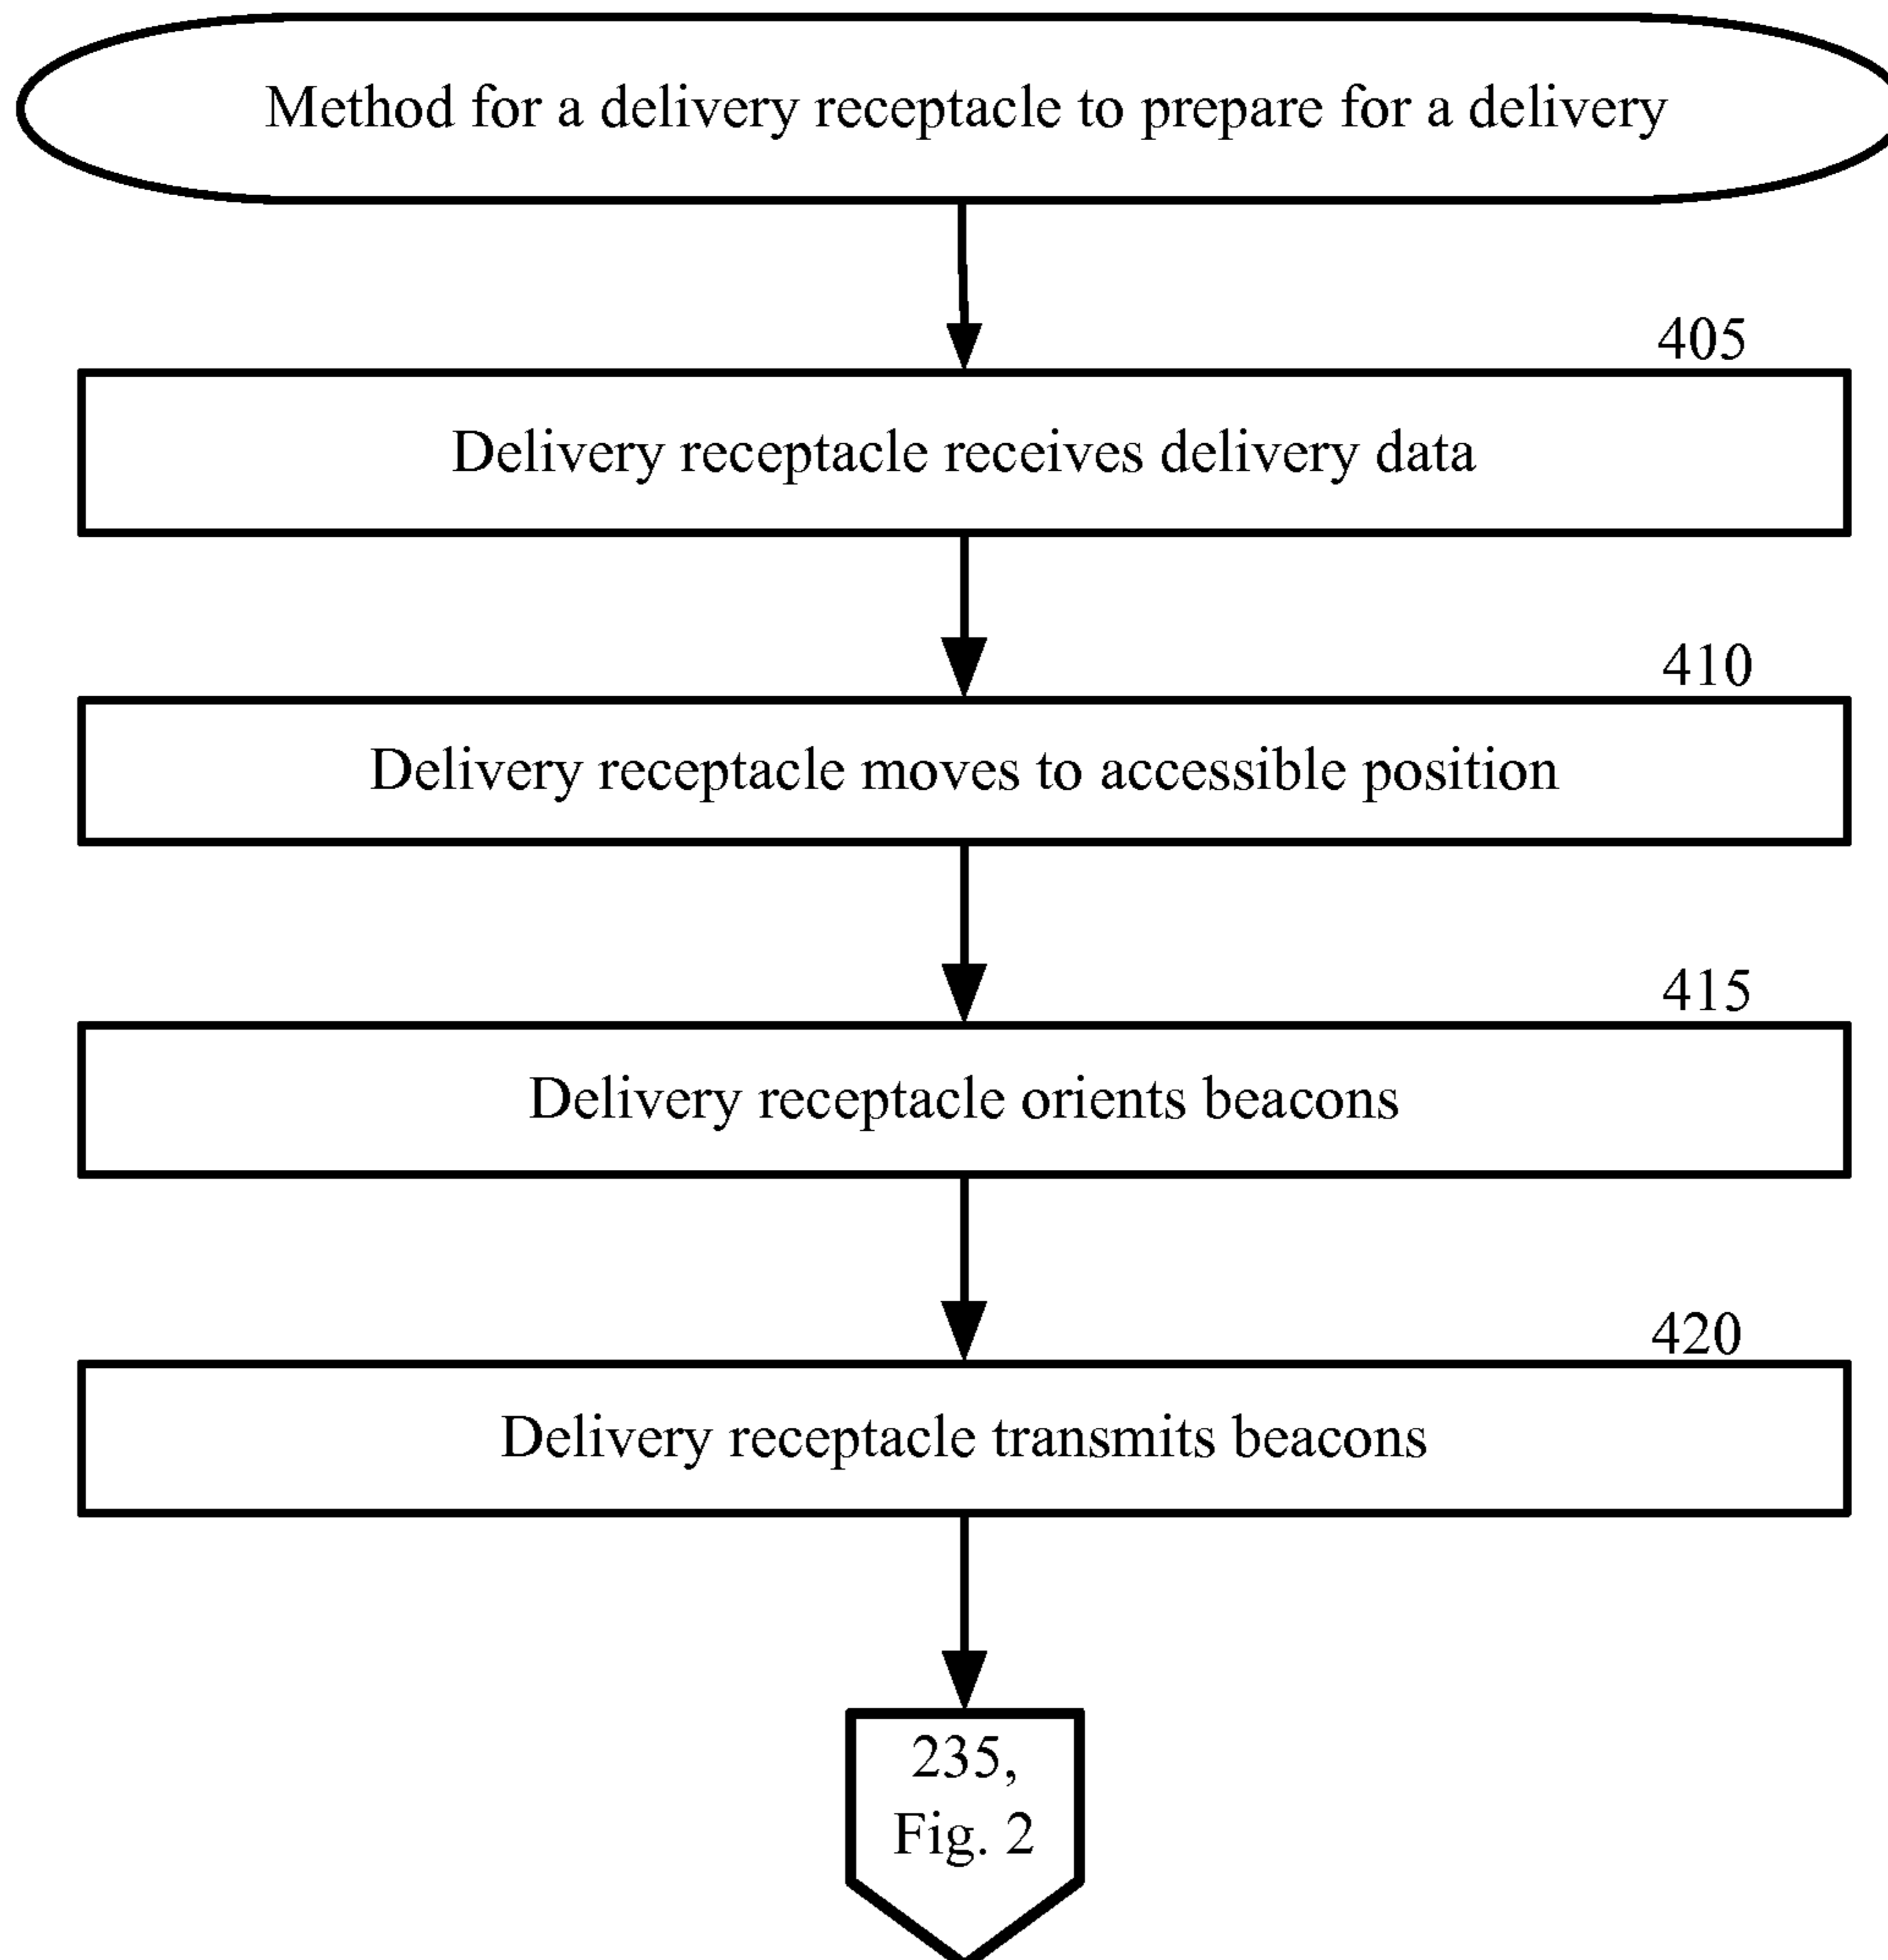 Method for a delivery receptacle to prepare for a delivery
405
Delivery receptacle receives delivery data
410
Delivery receptacle moves to accessible position
415
Delivery receptacle orients beacons
420
Delivery receptacle transmits beacons
235,
Fig. 2